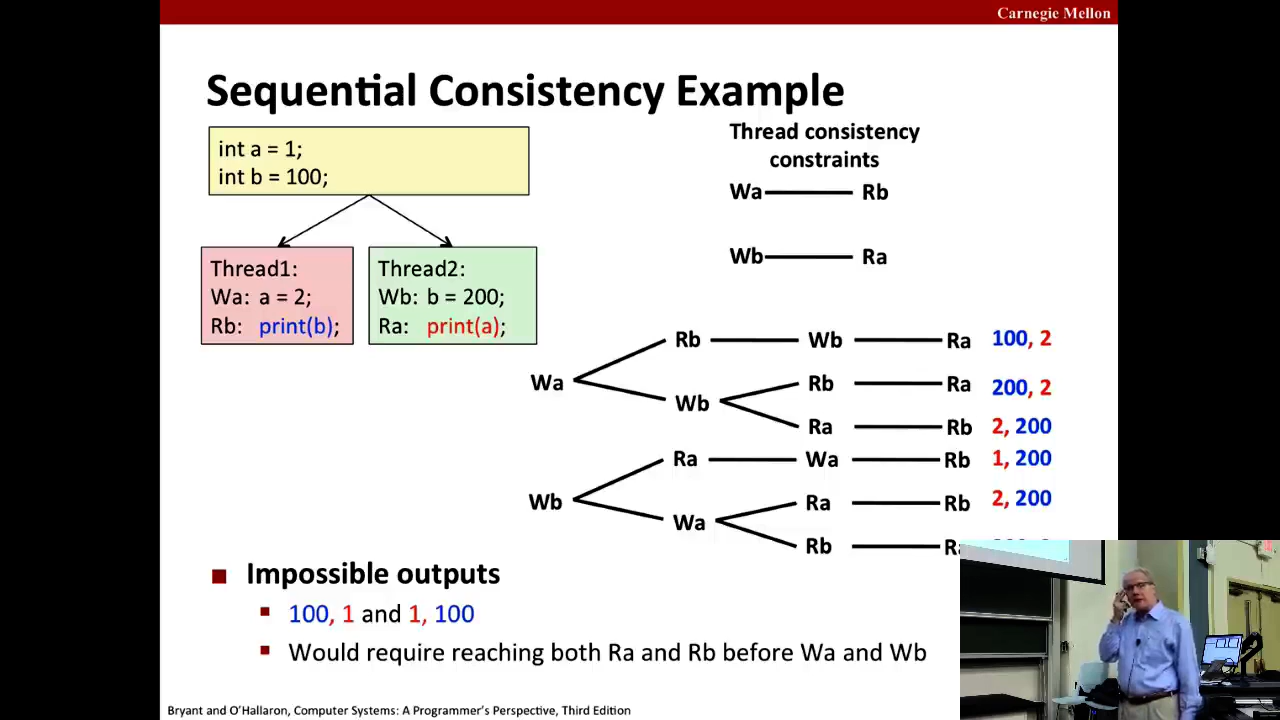 Carnegie Mellon
Sequential Consistency Example
int a = 1;
int b = 100;
Thread1:
Wa: a = 2;
Rb: print(b);
Thread2:
Wb: b = 200;
Ra: print(a);
Thread consistency
constraints
Wa Rb
Wb Ra
Wa
Rb Wb Ra 100, 2
Wb
Rb Ra 200, 2
Ra Rb 2, 200
Wb
Ra Wa Rb 1, 200
Wa
Ra Rb 2, 200
Rb
Impossible outputs
100, 1 and 1, 100
Would require reaching both Ra and Rb before Wa and Wb
Bryant and O'Hallaron, Computer Systems: A Programmer's Perspective, Third Edition